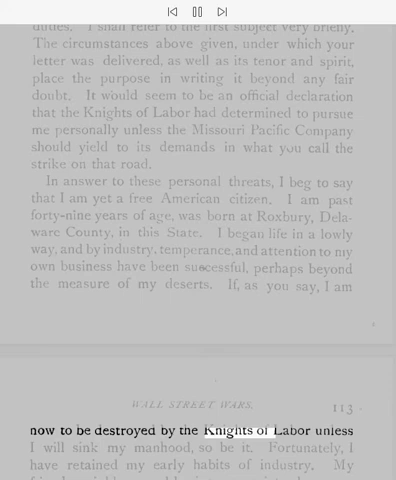 duties. I shall refer to the first subject very briefly.
The circumstances above given, under which your
letter was delivered, as well as its tenor and spirit,
place the purpose in writing it beyond any fair
doubt. It would seem to be an official declaration
that the Knights of Labor had determined to pursue
me personally unless the Missouri Pacific Company
should yield to its demands in what you call the
strike on that road.
In answer to these personal threats, I beg to say
that I am yet a free American citizen. I am past
forty-nine years of age, was born at Roxbury, Dela-
ware County, in this State. I began life in a lowly
way, and by industry, temperance, and attention to my
own business have been successful, perhaps beyond
the measure of my deserts. If, as you say, I am
WALL STREET WARS. 113
now to be destroyed by the Knights of Labor unless
I will sink my manhood, so be it. Fortunately, I
have retained my early habits of industry. My